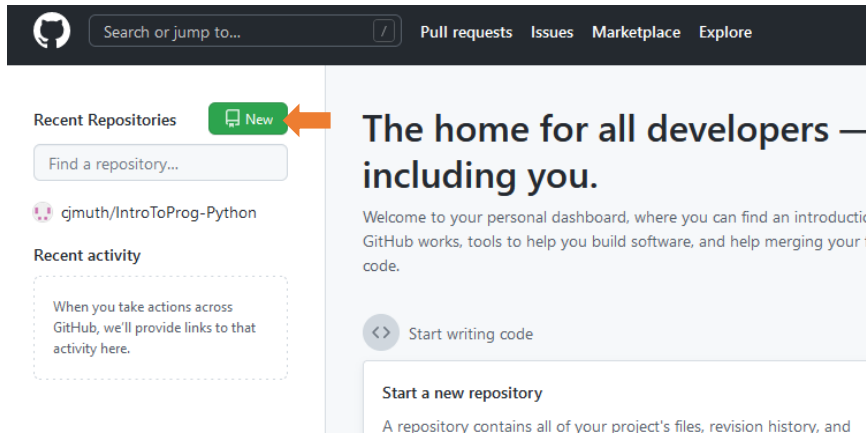 Search or jump to... /
Pull requests Issues Marketplace Explore
Recent Repositories
New
Find a repository...
cjmuth/IntroToProg-Python
Recent activity
When you take actions across
GitHub, we'll provide links to that
activity here.
The home for all developers —
including you.
Welcome to your personal dashboard, where you can find an introductio
GitHub works, tools to help you build software, and help merging your
code.
<> Start writing code
Start a new repository
A repository contains all of your project's files, revision history, and